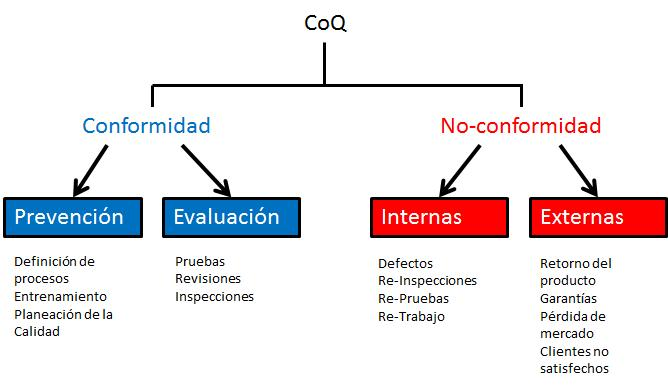 CoQ
Conformidad
No-conformidad
Prevención
Evaluación
Internas
Externas
Definición de
procesos
Entrenamiento
Planeación de la
Calidad
Pruebas
Revisiones
Inspecciones
Defectos
Re-Inspecciones
Re-Pruebas
Re-Trabajo
Retorno del
producto
Garantías
Pérdida de
mercado
Clientes no
satisfechos